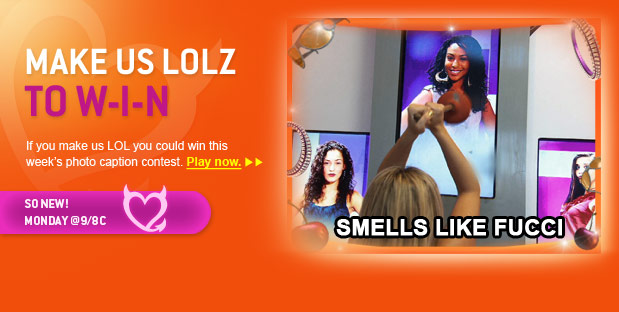 MAKE US LOLZ
TO W-I-N
If you make us LOL you could win this
week's photo caption contest. Play now.
SO NEW!
MONDAY @9/8C
SMELLS LIKE FUCCI